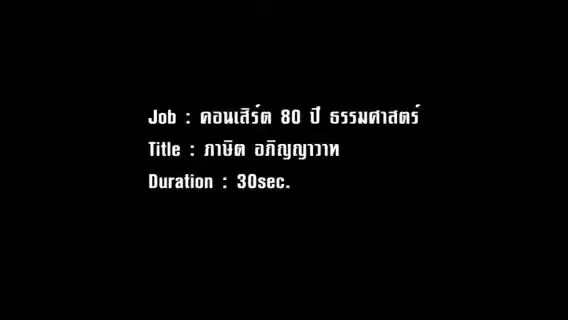 Job : คอนเสิร์ต 80 ปี ธรรมศาสตร์
Title : ภาษิต อภิญญาวาท
Duration : 30sec.